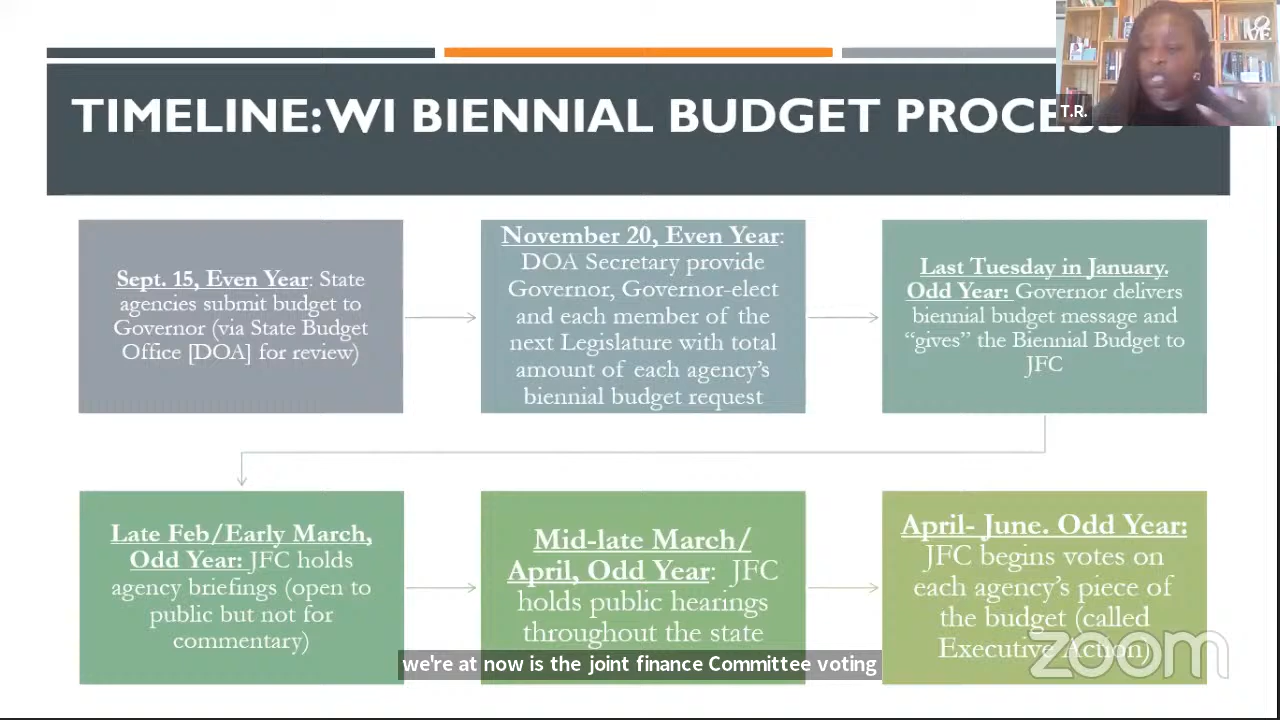 TIMELINE: WI BIENNIAL BUDGET PROCESS
LOVE
T.R.
Sept. 15, Even Year: State
agencies submit budget to
Governor (via State Budget
Office [DOA] for review)
November 20, Even Year:
DOA Secretary provide
Governor, Governor-elect
and each member of the
next Legislature with total
amount of each agency’s
biennial budget request
Last Tuesday in January.
Odd Year: Governor delivers
biennial budget message and
“gives” the Biennial Budget to
JFC
Late Feb/Early March,
Odd Year: JFC holds
agency briefings (open to
public but not for
commentary)
Mid-late March/
April, Odd Year: JFC
holds public hearings
throughout the state
April- June. Odd Year:
JFC begins votes on
each agency’s piece of
the budget (called
Executive Action)
we're at now is the joint finance Committee voting
zoom